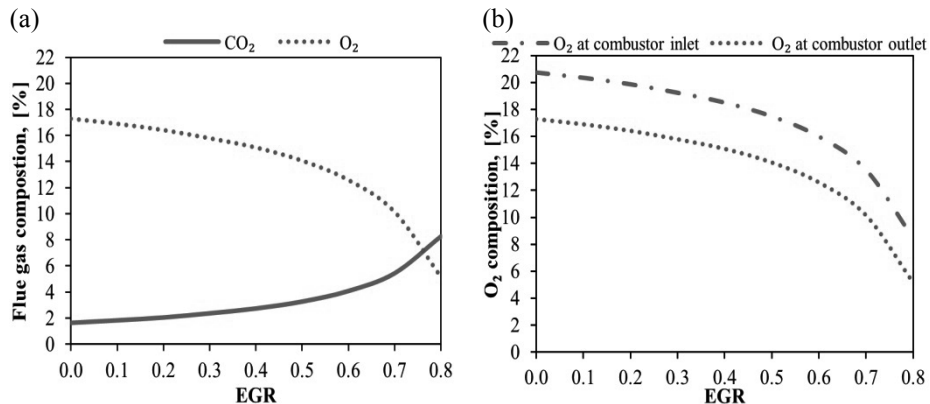 (a)
CO₂ O₂
Flue gas compostion, [%]
22
20
18
16
14
12
10
8
6
4
2
0
0.0 0.1 0.2 0.3 0.4 0.5 0.6 0.7 0.8
EGR
(b)
O₂ at combustor inlet O₂ at combustor outlet
O₂ composition, [%]
22
20
18
16
14
12
10
8
6
4
2
0
0.0 0.1 0.2 0.3 0.4 0.5 0.6 0.7 0.8
EGR